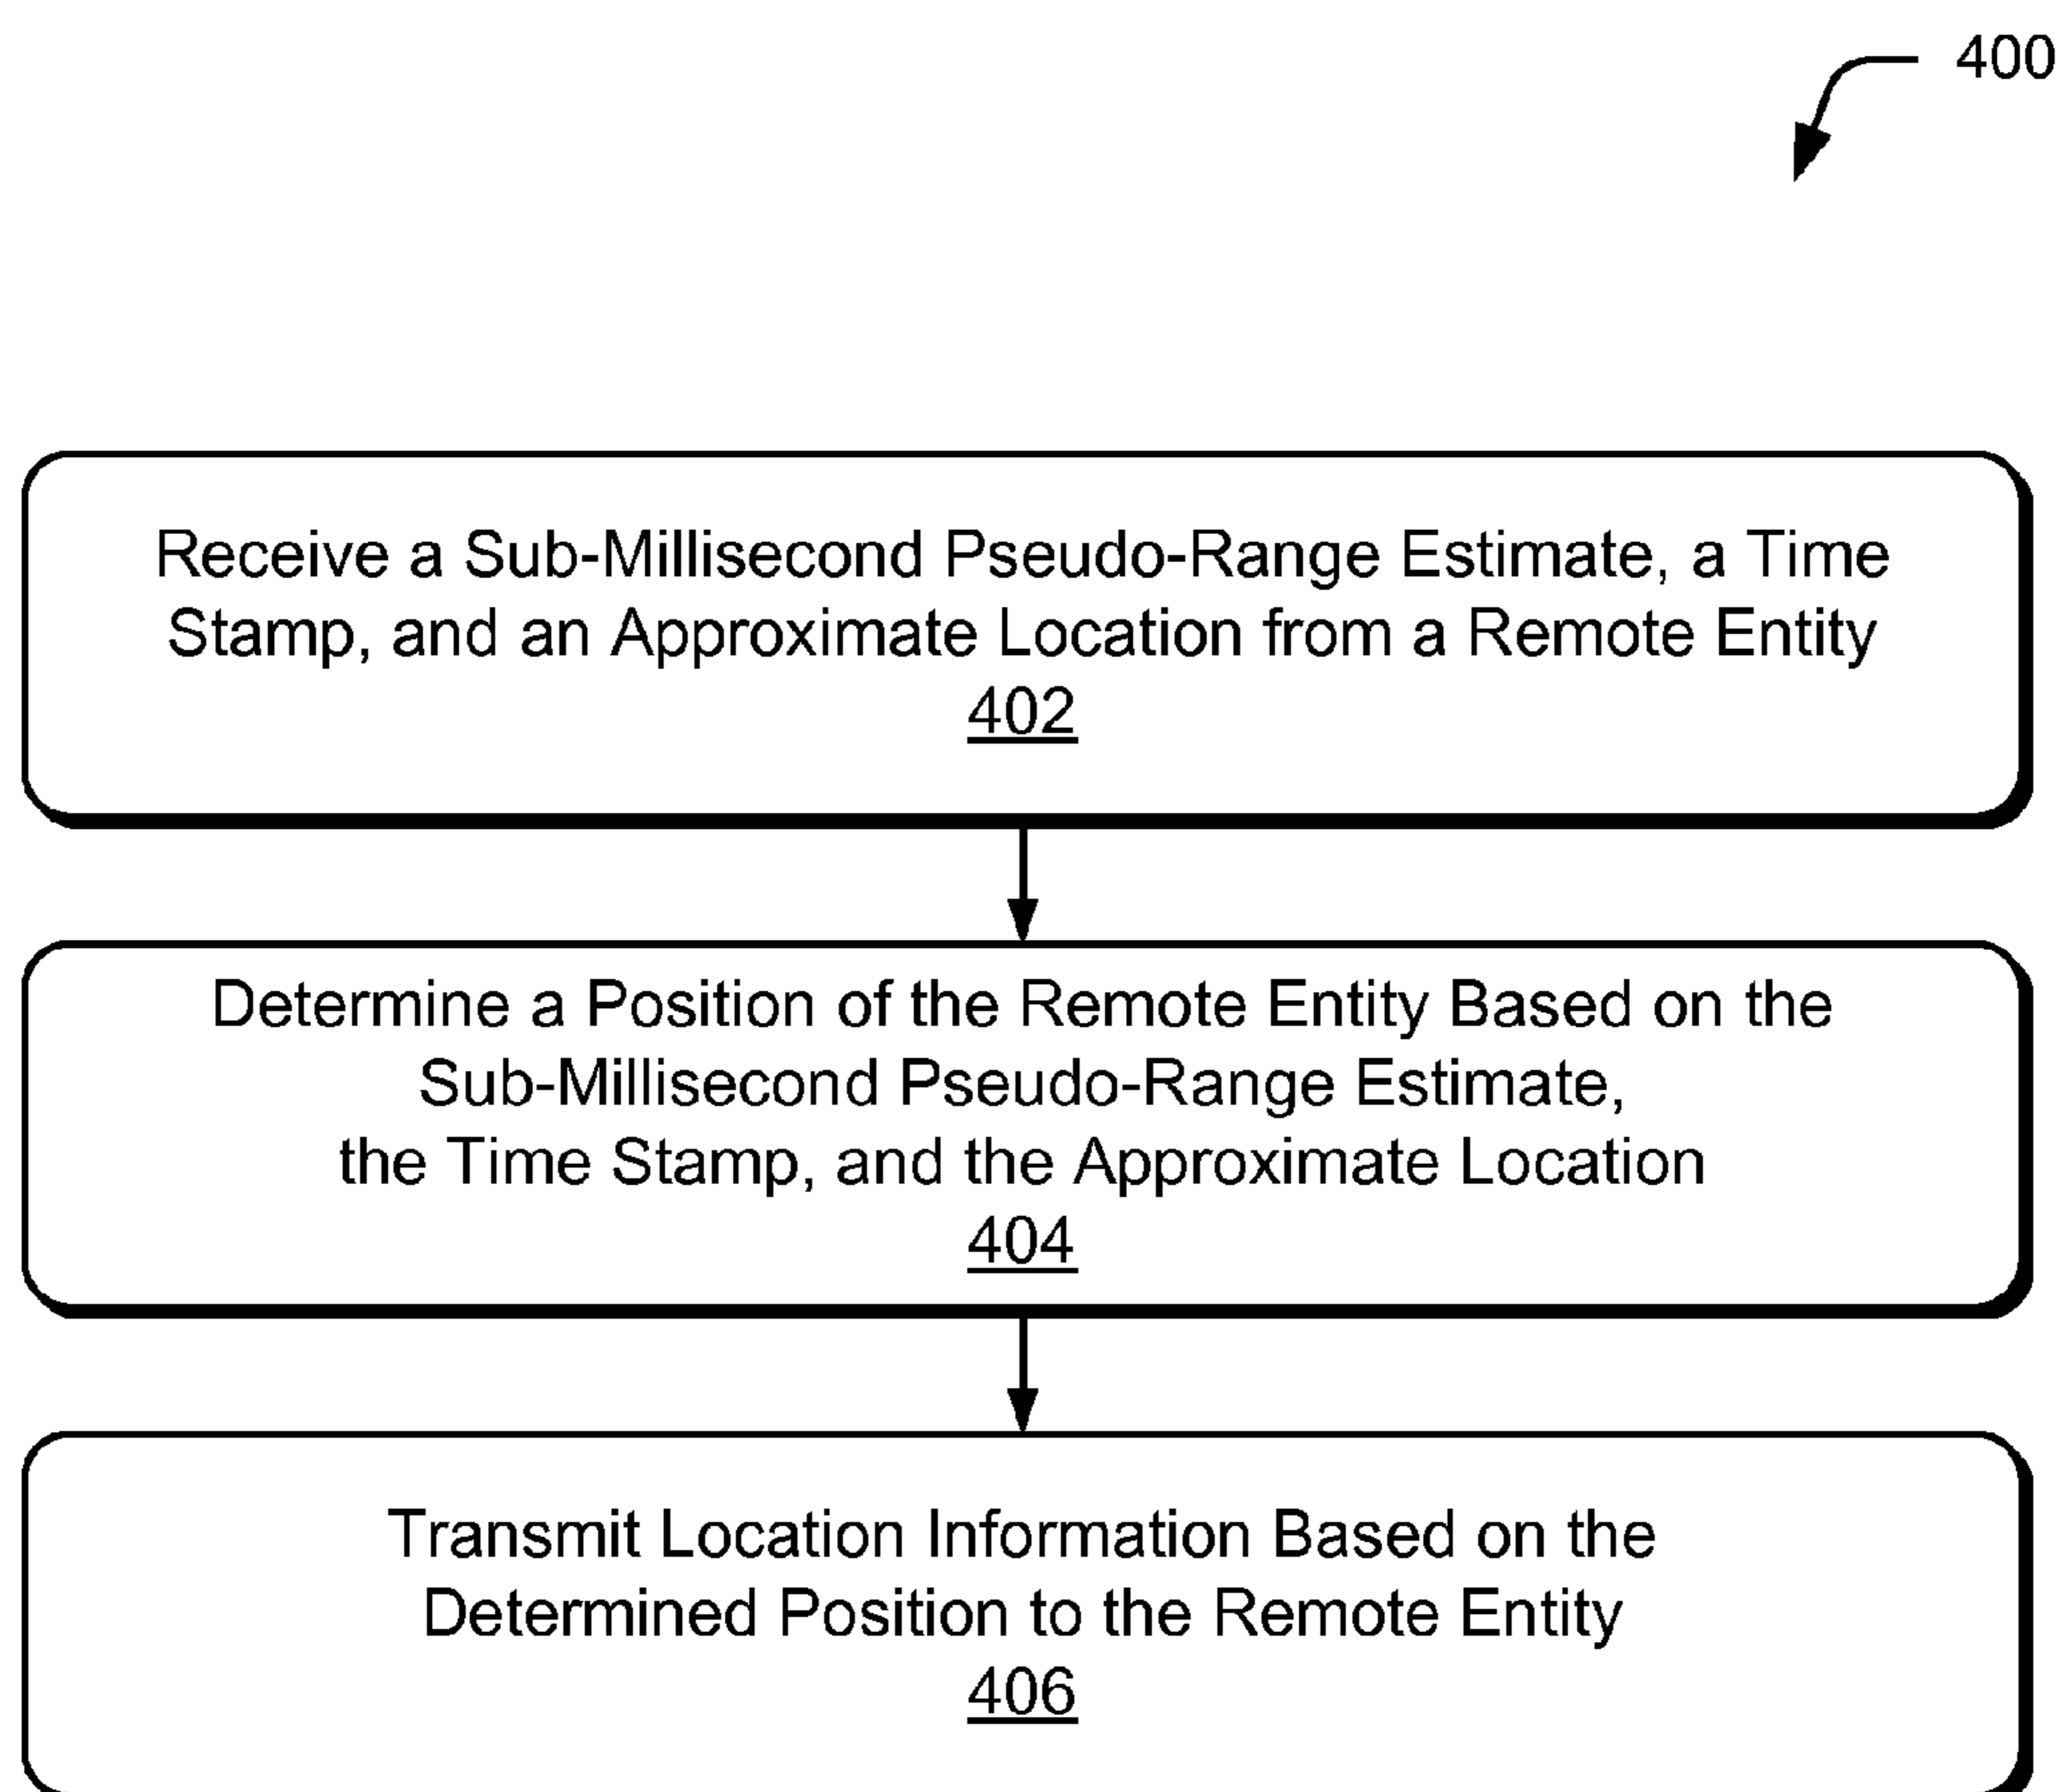 400
Receive a Sub-Millisecond Pseudo-Range Estimate, a Time
Stamp, and an Approximate Location from a Remote Entity
402
Determine a Position of the Remote Entity Based on the
Sub-Millisecond Pseudo-Range Estimate,
the Time Stamp, and the Approximate Location
404
Transmit Location Information Based on the
Determined Position to the Remote Entity
406